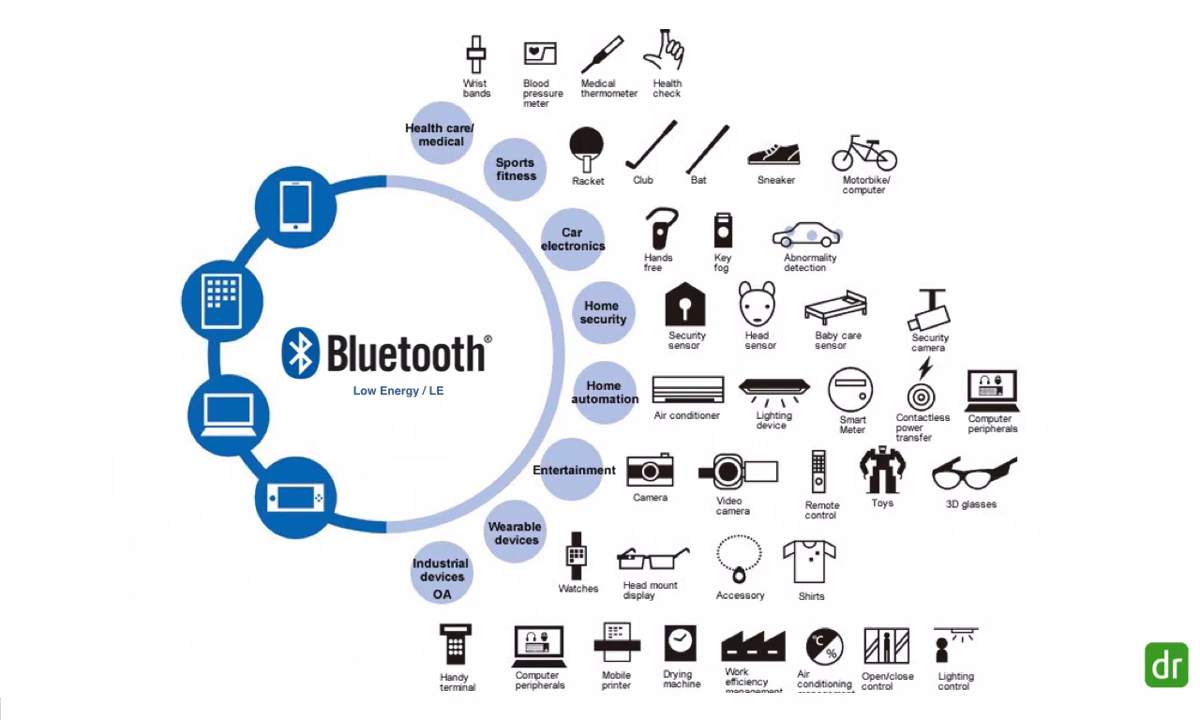 Wrist
bands
Blood
pressure
meter
Medical
thermometer
Health
check
Health care/
medical
Sports
fitness
Racket
Club
Bat
Sneaker
Motorbike/
computer
Car
electronics
Hands
free
Key
fog
Abnormality
detection
Home
security
Security
sensor
Head
sensor
Baby care
sensor
Security
camera
Bluetooth®
Low Energy / LE
Home
automation
Air conditioner
Lighting
device
Smart
Meter
Contactless
power
transfer
Computer
peripherals
Entertainment
Camera
Video
camera
Remote
control
Toys
3D glasses
Wearable
devices
Watches
Head mount
display
Accessory
Shirts
Industrial
devices
OA
Handy
terminal
Computer
peripherals
Mobile
printer
Drying
machine
Work
efficiency
management
Air
conditioning
management
Open/close
control
Lighting
control
°C
%
dr